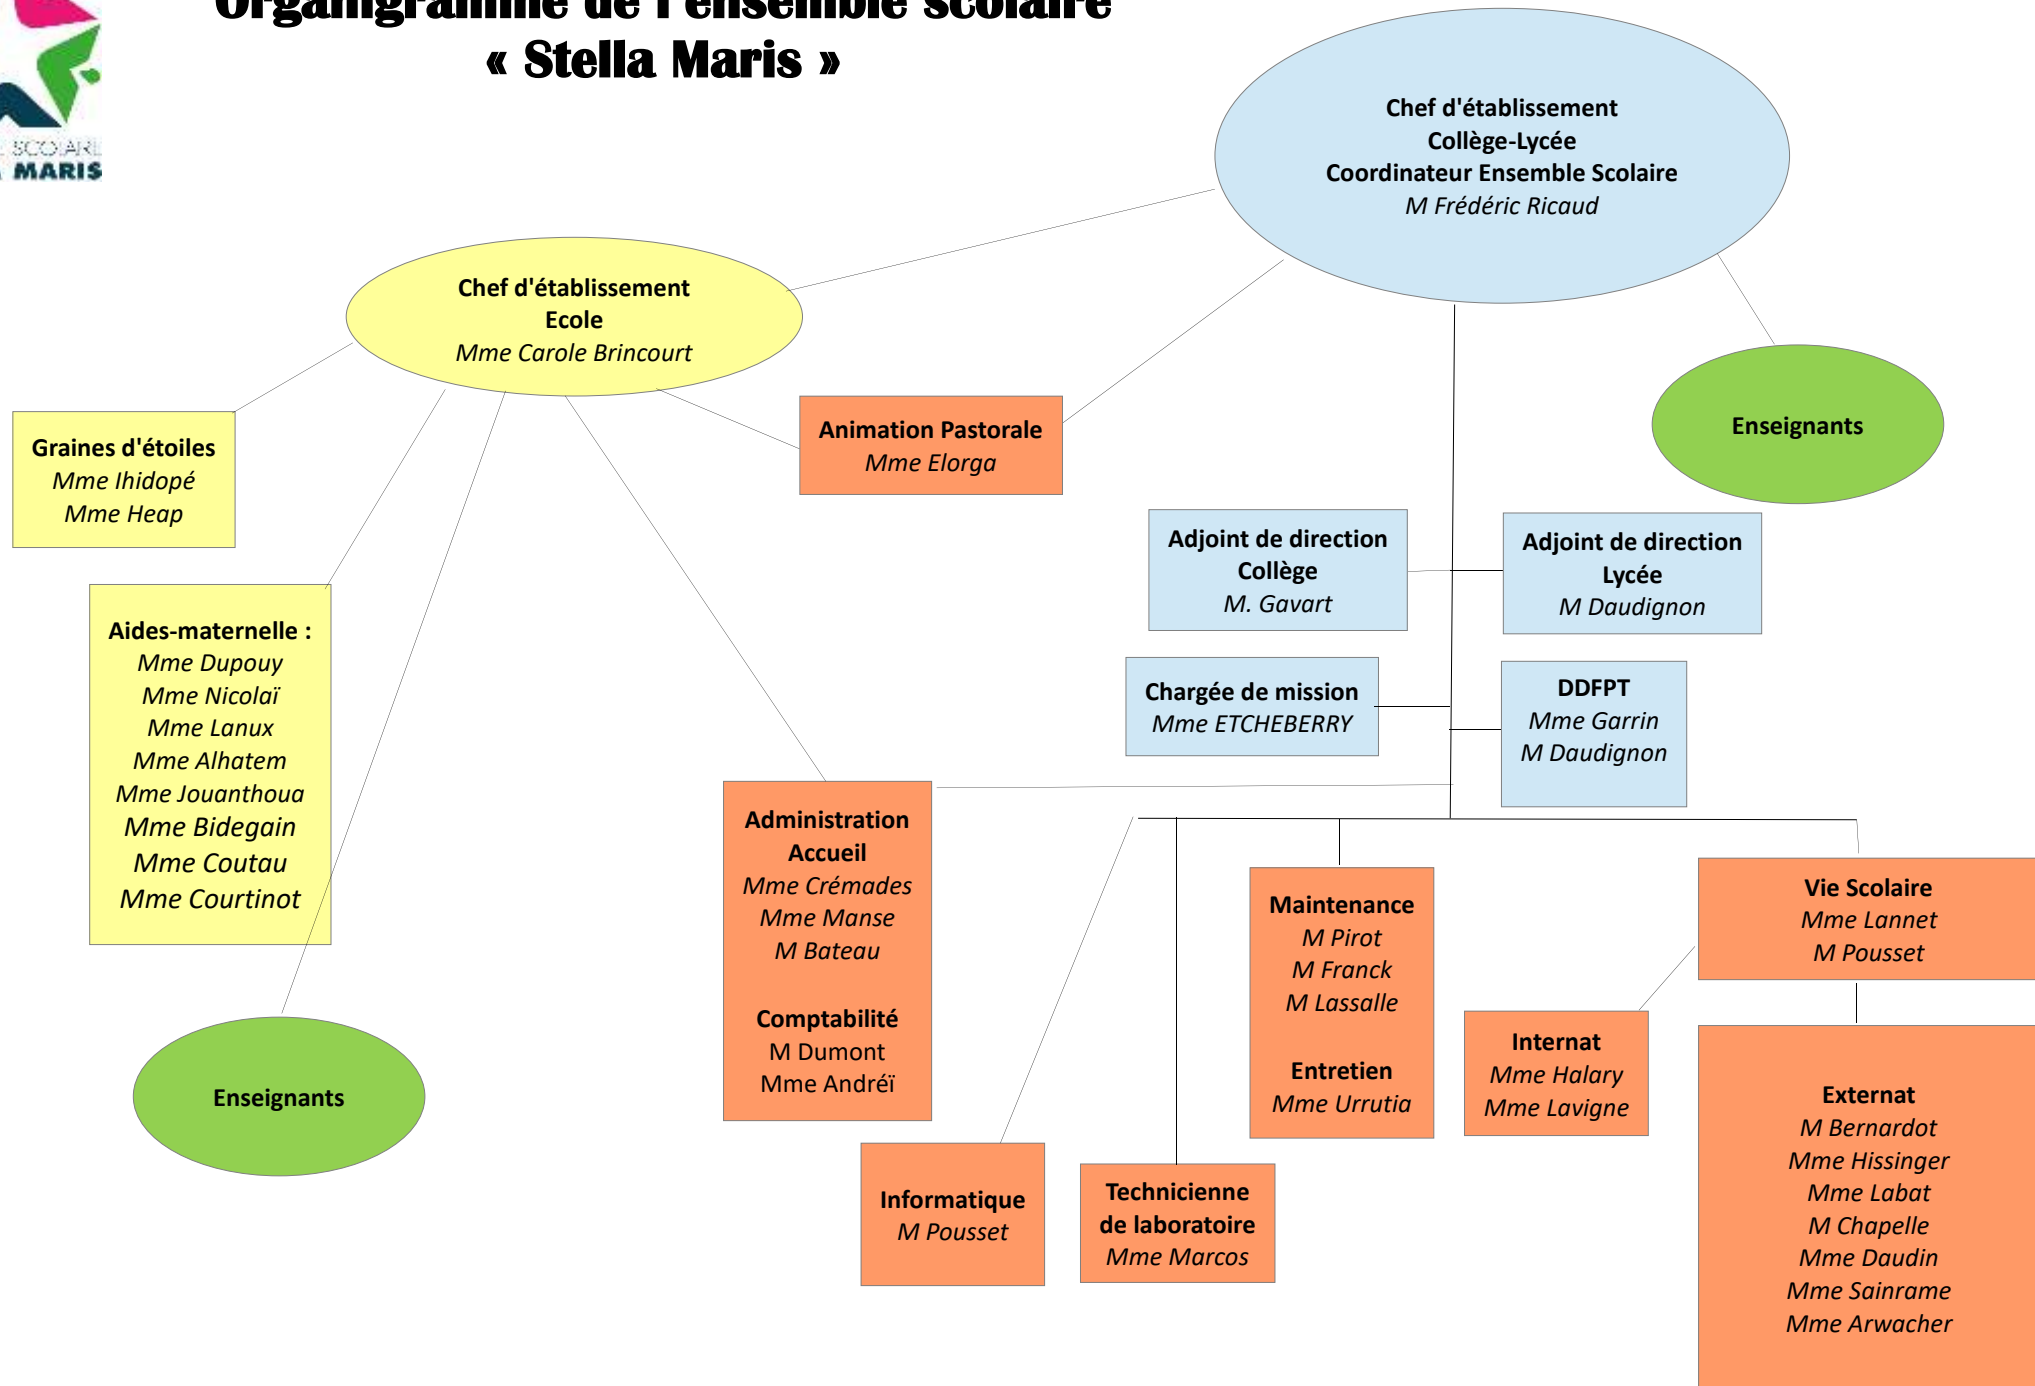 Organigramme de l'ensemble scolaire
« Stella Maris »
SCOLAIRE
MARIS
Chef d'établissement
Collège-Lycée
Coordinateur Ensemble Scolaire
M Frédéric Ricaud
Chef d'établissement
Ecole
Mme Carole Brincourt
Graines d'étoiles
Mme Ihidopé
Mme Heap
Animation Pastorale
Mme Elorga
Enseignants
Adjoint de direction
Collège
M. Gavart
Adjoint de direction
Lycée
M Daudignon
Aides-maternelle :
Mme Dupouy
Mme Nicolaï
Mme Lanux
Mme Alhatem
Mme Jouanthoua
Mme Bidegain
Mme Coutau
Mme Courtinot
Chargée de mission
Mme ETCHEBERRY
DDFPT
Mme Garrin
M Daudignon
Administration
Accueil
Mme Crémades
Mme Manse
M Bateau
Comptabilité
M Dumont
Mme Andréï
Maintenance
M Pirot
M Franck
M Lassalle
Entretien
Mme Urrutia
Vie Scolaire
Mme Lannet
M Pousset
Internat
Mme Halary
Mme Lavigne
Externat
M Bernardot
Mme Hissinger
Mme Labat
M Chapelle
Mme Daudin
Mme Sainrame
Mme Arwacher
Enseignants
Informatique
M Pousset
Technicienne
de laboratoire
Mme Marcos